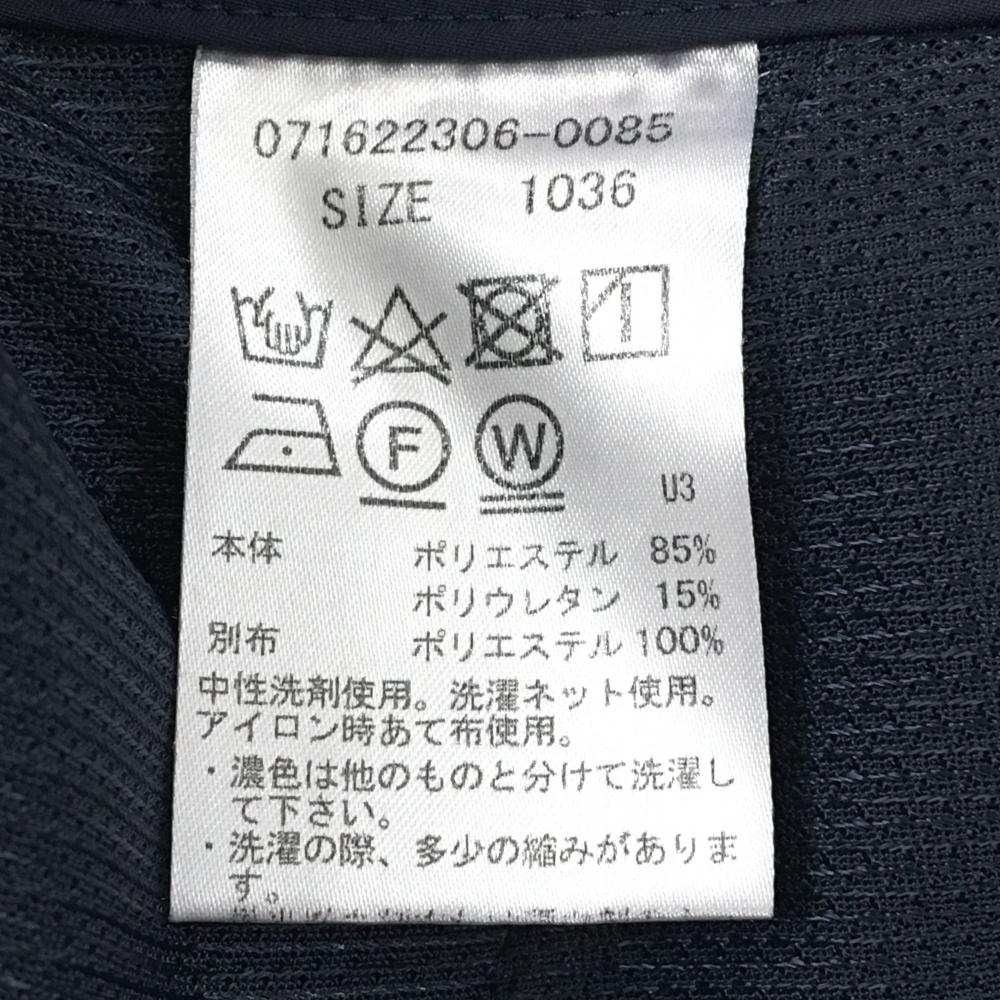 071622306-0085
SIZE 1036
F W
U3
本体 ポリエステル 85%
ポリウレタン 15%
別布 ポリエステル 100%
中性洗剤使用。洗濯ネット使用。
アイロン時あて布使用。
・濃色は他のものと分けて洗濯し
て下さい。
・洗濯の際、多少の縮みがありま
す。